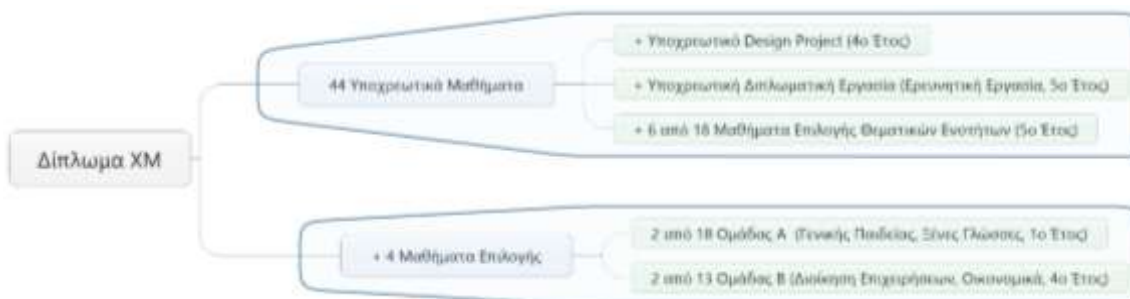 Δίπλωμα ΧΜ
44 Υποχρεωτικά Μαθήματα
+ Υποχρεωτικό Design Project (4ο Έτος)
+ Υποχρεωτική Διπλωματική Εργασία (Ερευνητική Εργασία, 5ο Έτος)
+ 6 από 18 Μαθήματα Επιλογής Θεματικών Ενοτήτων (5ο Έτος)
+ 4 Μαθήματα Επιλογής
2 από 18 Ομάδας Α (Γενικής Παιδείας, Ξένες Γλώσσες, 1ο Έτος)
2 από 13 Ομάδας Β (Διοίκηση Επιχειρήσεων, Οικονομικά, 4ο Έτος)